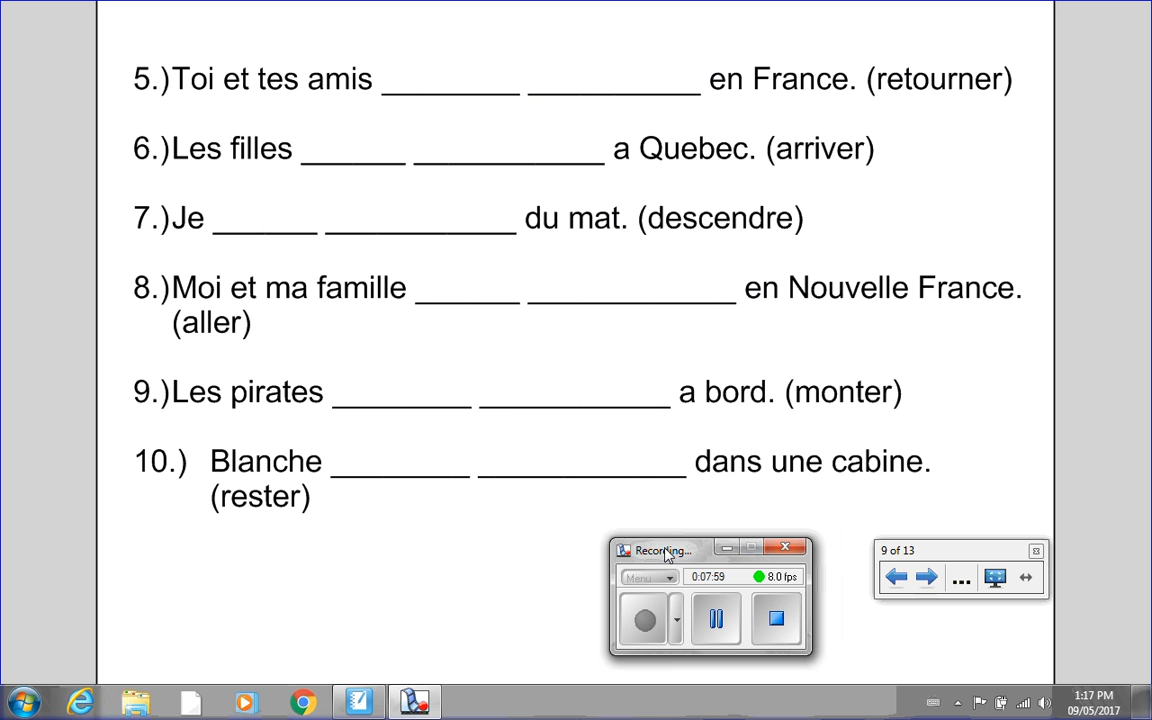 5.) Toi et tes amis ________ __________ en France. (retourner)
6.) Les filles ______ ___________ a Quebec. (arriver)
7.) Je ______ ___________ du mat. (descendre)
8.) Moi et ma famille ______ ____________ en Nouvelle France.
(aller)
9.) Les pirates ________ ___________ a bord. (monter)
10.) Blanche ________ ____________ dans une cabine.
(rester)
Recording...
Menu 0:07:59 8.0 fps
9 of 13
...
1:17 PM
09/05/2017